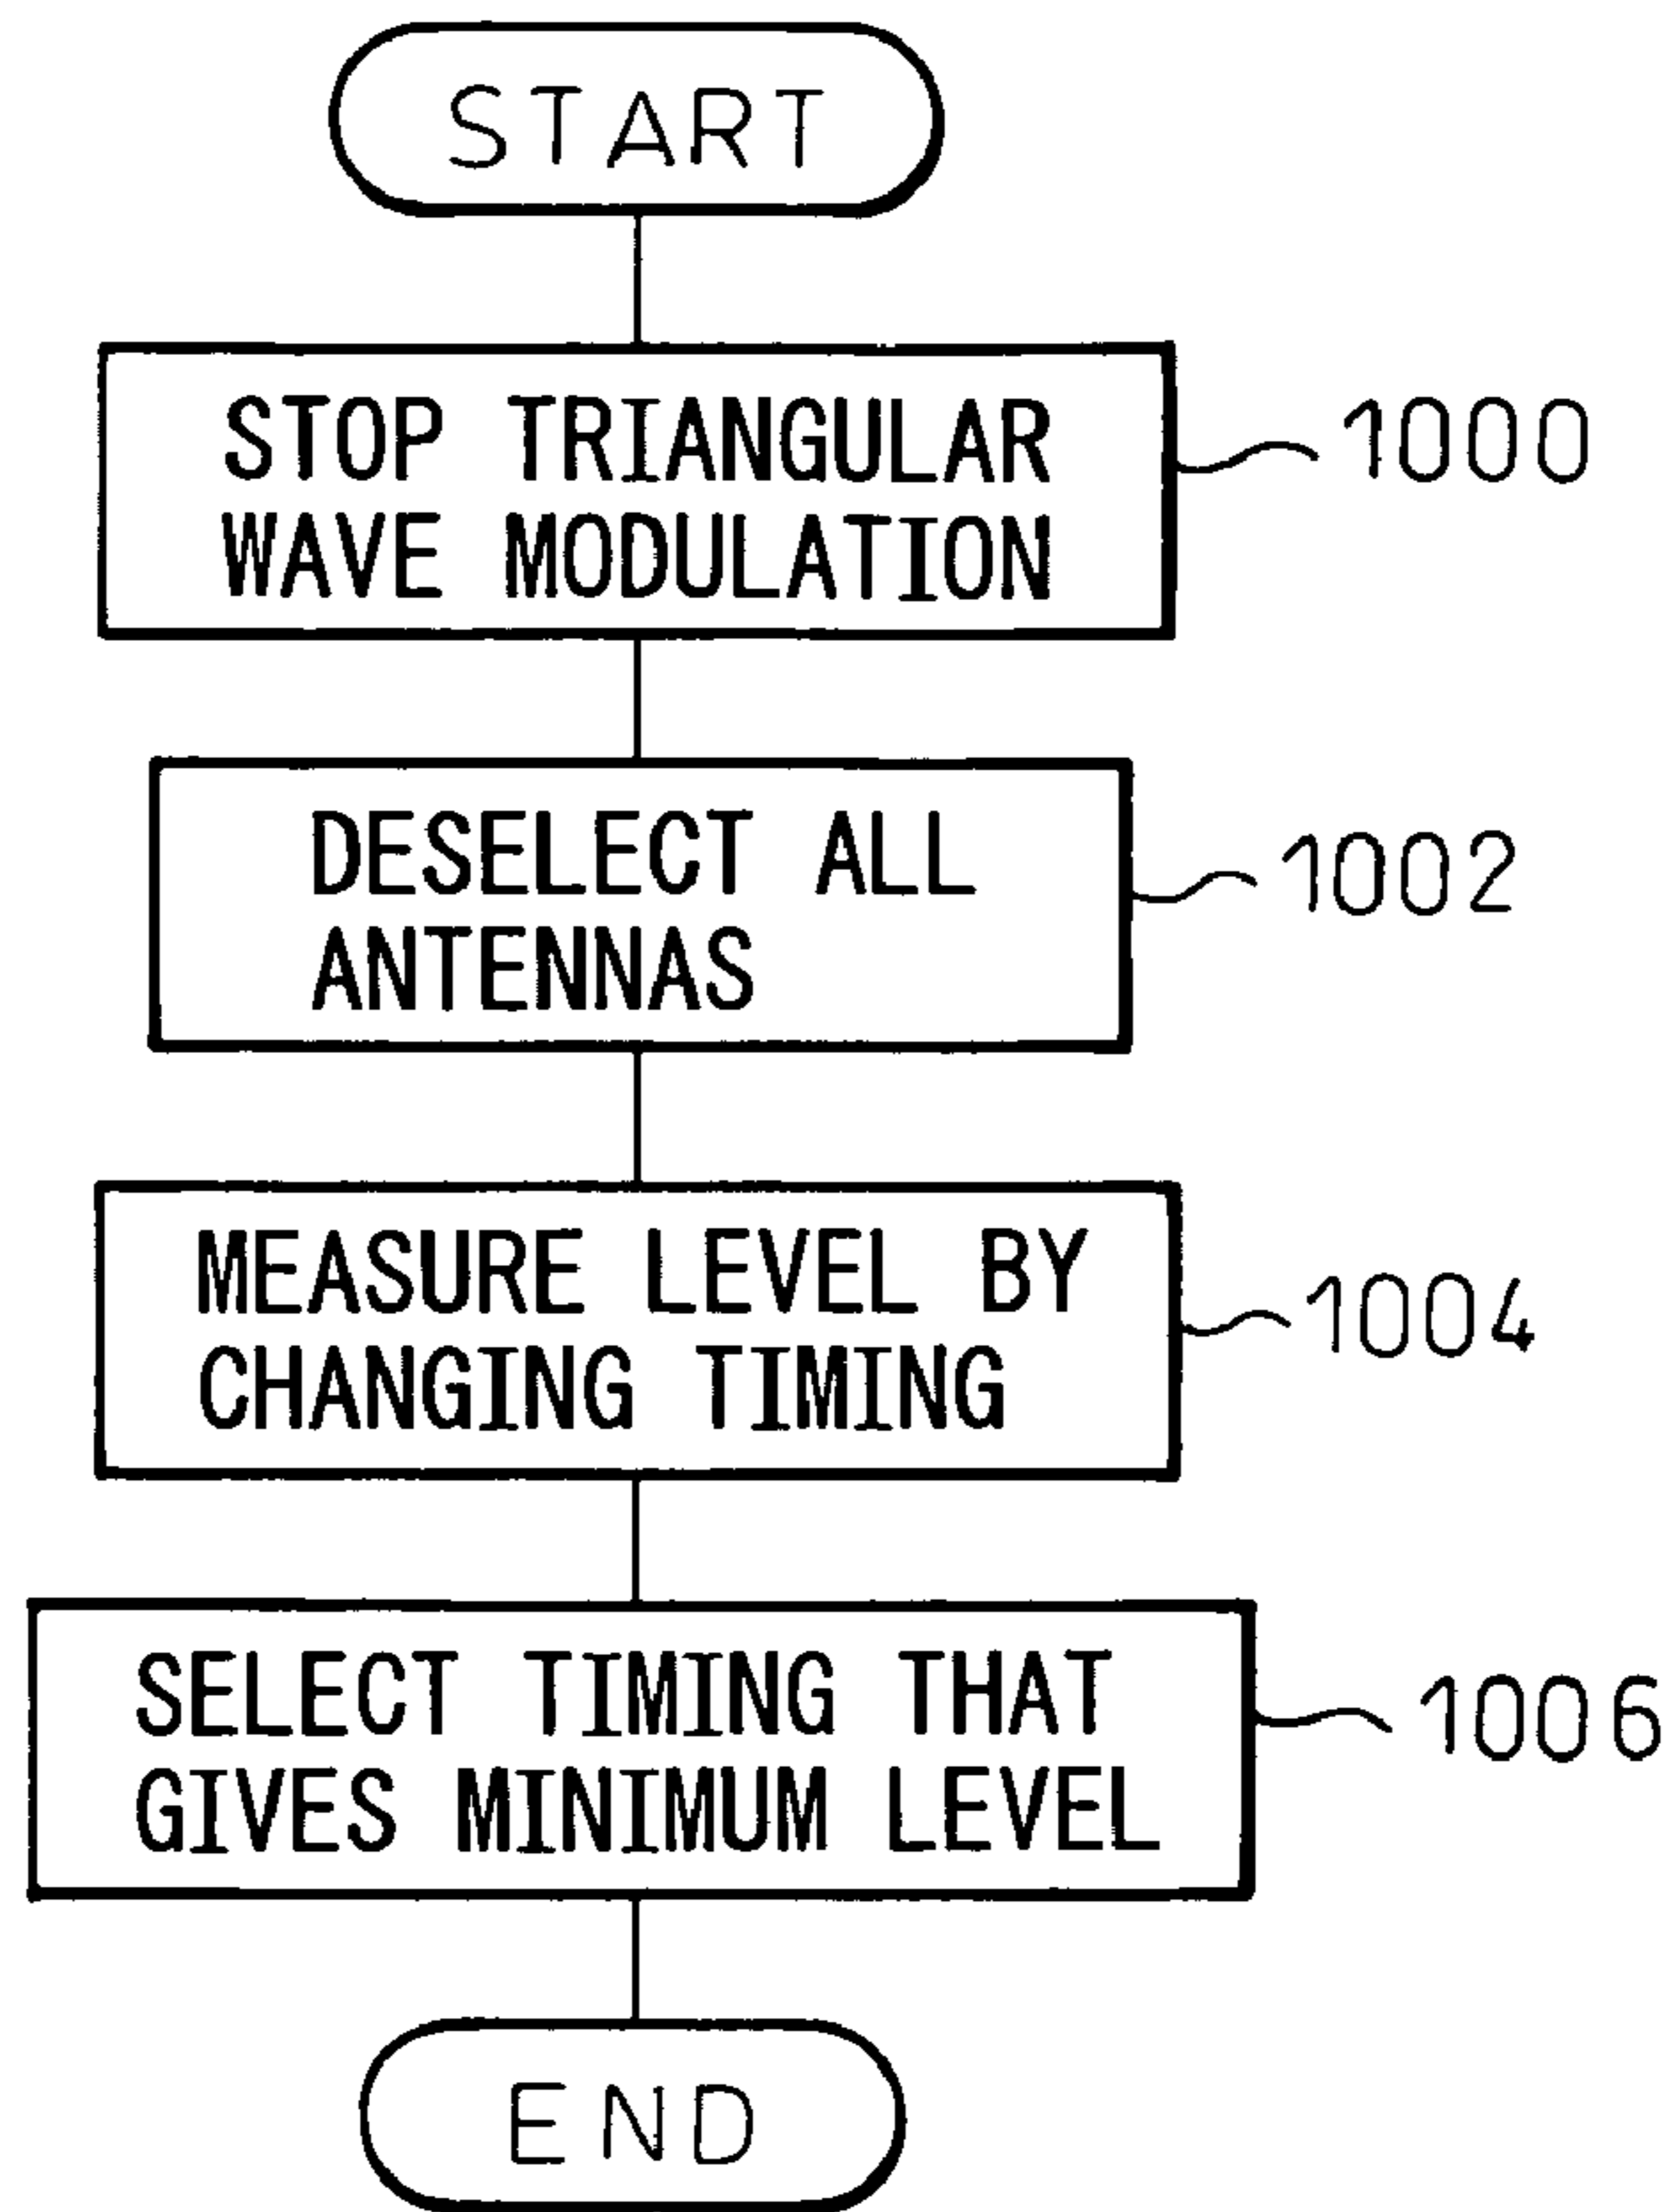 START
STOP TRIANGULAR
WAVE MODULATION
1000
DESELECT ALL
ANTENNAS
1002
MEASURE LEVEL BY
CHANGING TIMING
1004
SELECT TIMING THAT
GIVES MINIMUM LEVEL
1006
END